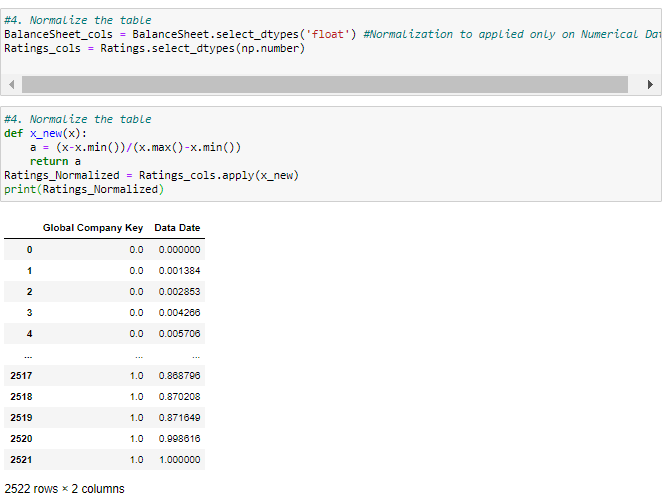 #4. Normalize the table
BalanceSheet_cols = BalanceSheet.select_dtypes('float') #Normalization to applied only on Numerical Dat
Ratings_cols = Ratings.select_dtypes(np.number)
#4. Normalize the table
def x_new(x):
    a = (x-x.min())/(x.max()-x.min())
    return a
Ratings_Normalized = Ratings_cols.apply(x_new)
print(Ratings_Normalized)
Global Company Key Data Date
0 0.0 0.000000
1 0.0 0.001384
2 0.0 0.002853
3 0.0 0.004266
4 0.0 0.005706
... ... ...
2517 1.0 0.868796
2518 1.0 0.870208
2519 1.0 0.871649
2520 1.0 0.998616
2521 1.0 1.000000
2522 rows × 2 columns